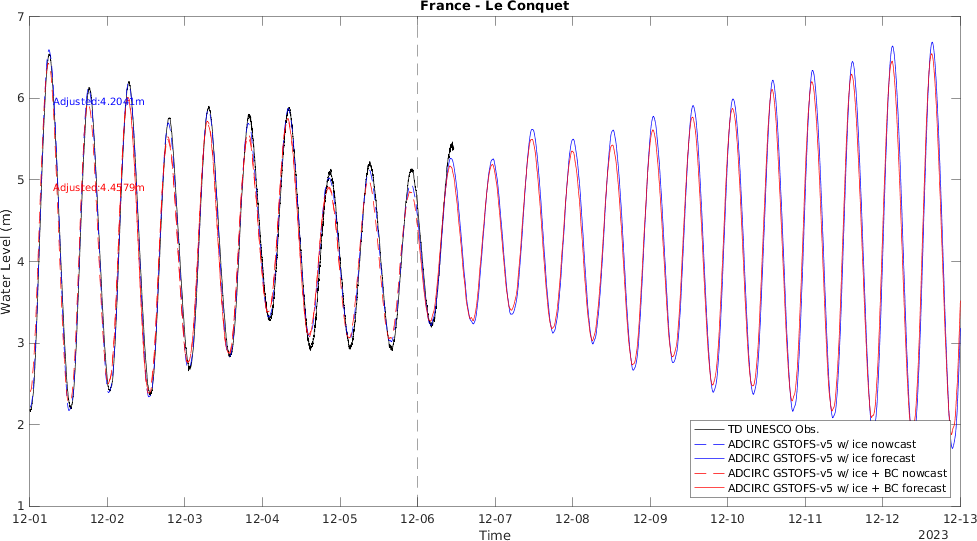 France - Le Conquet
7
6
5
4
3
2
1
Water Level (m)
Adjusted:4.2041m
Adjusted:4.4579m
TD UNESCO Obs.
ADCIRC GSTOFS-v5 w/ ice nowcast
ADCIRC GSTOFS-v5 w/ ice forecast
ADCIRC GSTOFS-v5 w/ ice + BC nowcast
ADCIRC GSTOFS-v5 w/ ice + BC forecast
12-01 12-02 12-03 12-04 12-05 12-06 12-07 12-08 12-09 12-10 12-11 12-12 12-13
Time 2023